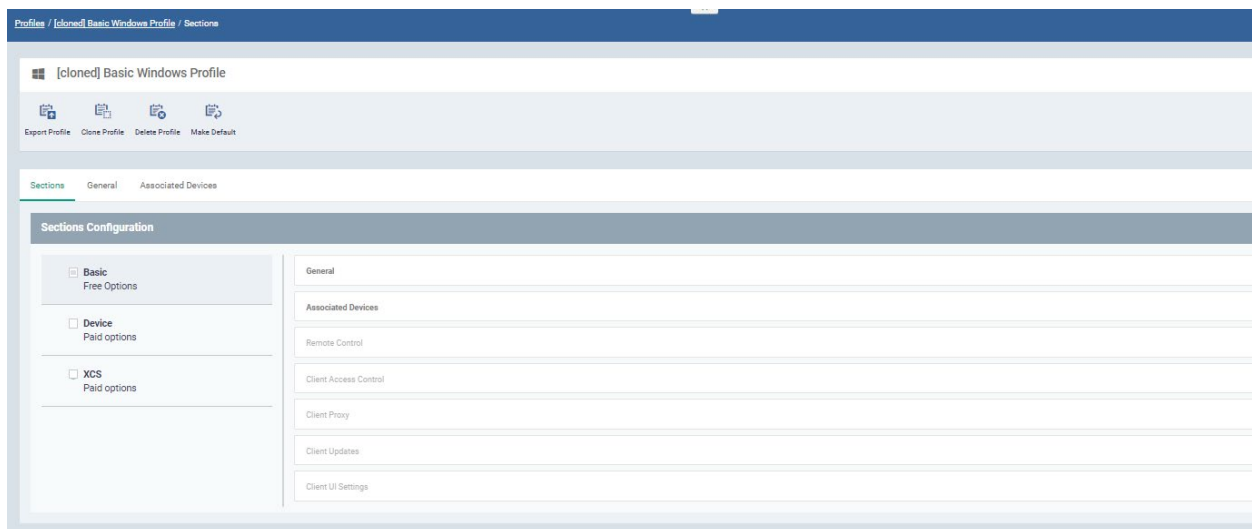 Profiles / [cloned] Basic Windows Profile / Sections
[cloned] Basic Windows Profile
Export Profile Clone Profile Delete Profile Make Default
Sections General Associated Devices
Sections Configuration
Basic
Free Options
Device
Paid options
XCS
Paid options
General
Associated Devices
Remote Control
Client Access Control
Client Proxy
Client Updates
Client UI Settings